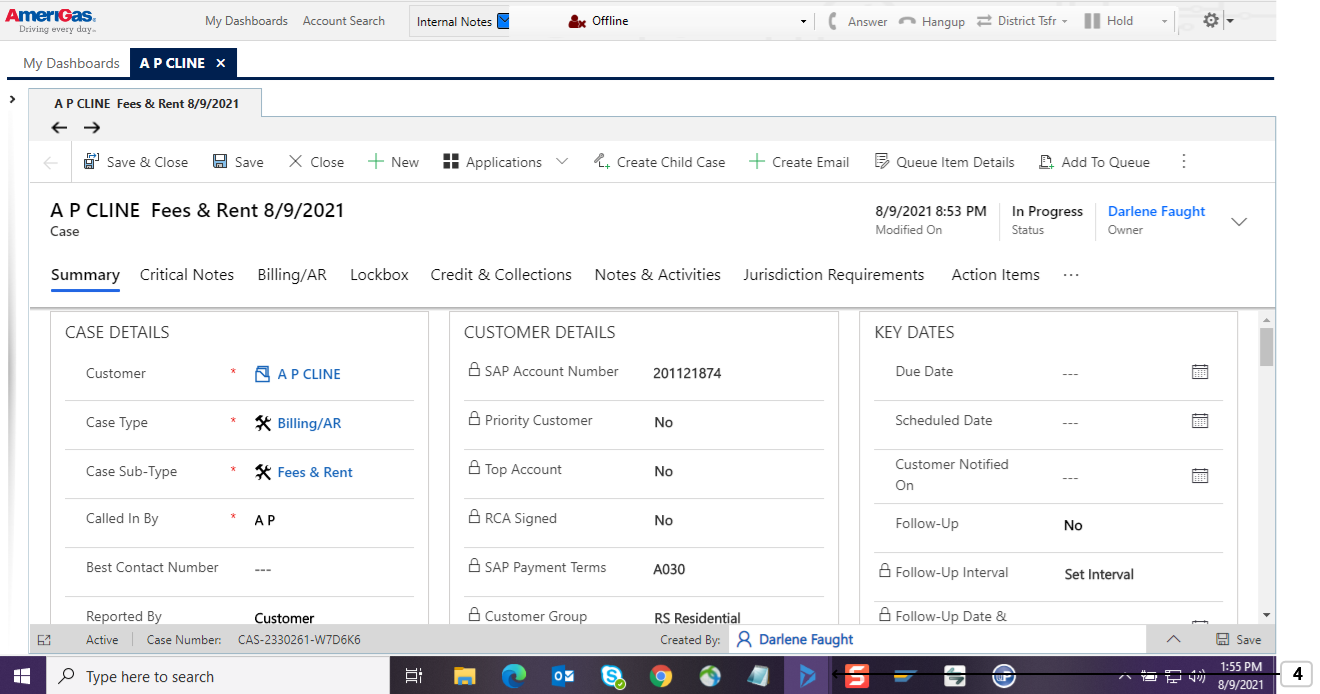 AmeriGas.
Driving every day.
My Dashboards Account Search Internal Notes Offline Answer Hangup District Tsfr Hold
My Dashboards A P CLINE ×
A P CLINE Fees & Rent 8/9/2021
Save & Close Save Close New Applications Create Child Case Create Email Queue Item Details Add To Queue
A P CLINE Fees & Rent 8/9/2021
Case
8/9/2021 8:53 PM In Progress Darlene Faught
Modified On Status Owner
Summary Critical Notes Billing/AR Lockbox Credit & Collections Notes & Activities Jurisdiction Requirements Action Items ...
CASE DETAILS
Customer * A P CLINE
Case Type * Billing/AR
Case Sub-Type * Fees & Rent
Called In By * A P
Best Contact Number ---
Reported By Customer
CUSTOMER DETAILS
SAP Account Number 201121874
Priority Customer No
Top Account No
RCA Signed No
SAP Payment Terms A030
Customer Group RS Residential
KEY DATES
Due Date ---
Scheduled Date ---
Customer Notified
On ---
Follow-Up No
Follow-Up Interval Set Interval
Follow-Up Date &
Active Case Number: CAS-2330261-W7D6K6 Created By: Darlene Faught Save
Type here to search
1:55 PM
8/9/2021
4